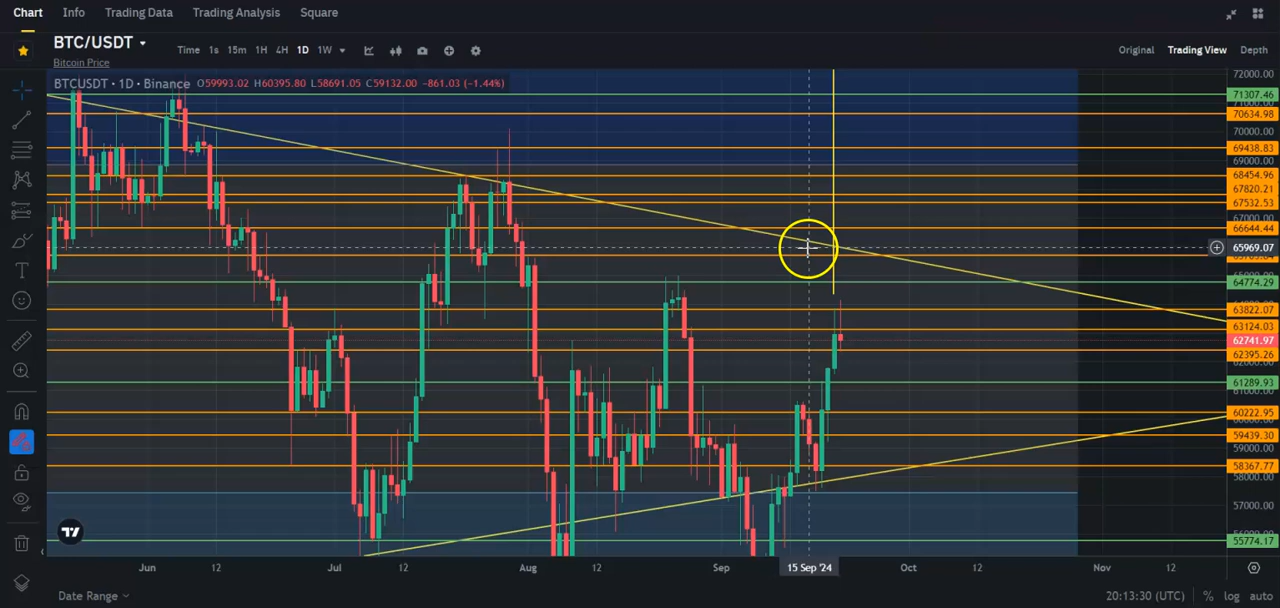 Chart Info Trading Data Trading Analysis Square
BTC/USDT
Bitcoin Price
Time 1s 15m 1H 4H 1D 1W
Original Trading View Depth
BTCUSDT · 1D · Binance O59993.02 H60395.80 L58691.05 C59132.00 −861.03 (−1.44%)
72000.00
71307.46
70634.98
70000.00
69438.83
69000.00
68454.96
67820.21
67532.53
67000.00
66644.44
65969.07
64774.29
63822.07
63124.03
62741.97
62395.26
61289.93
60222.95
59439.30
59000.00
58367.77
58000.00
57000.00
55774.17
Jun 12 Jul 12 Aug 12 Sep 15 Sep '24 Oct 12 Nov 12
Date Range
20:13:30 (UTC) % log auto